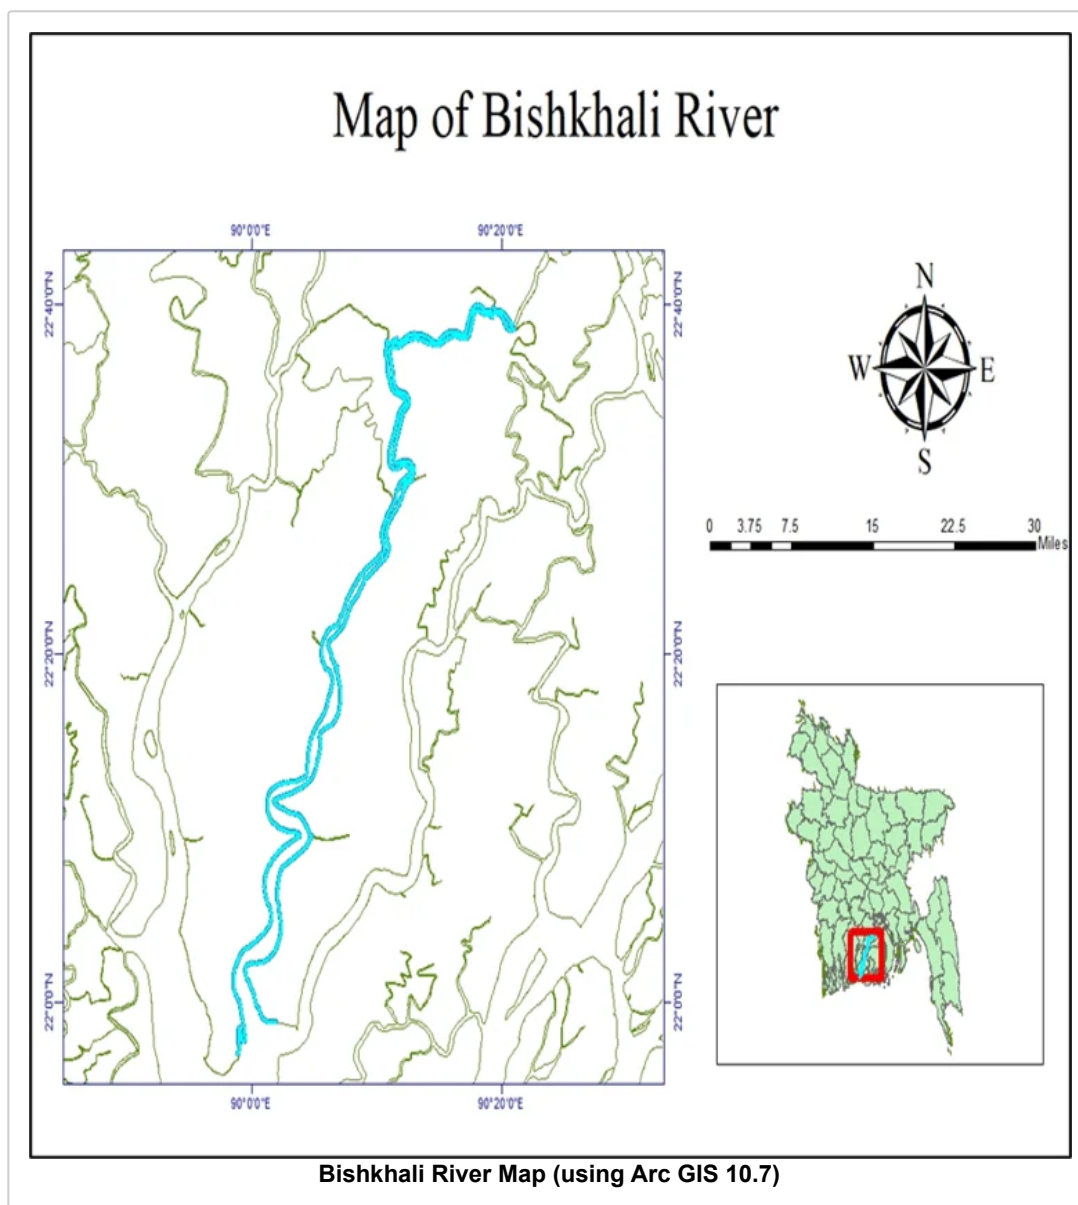 Map of Bishkhali River
90°0'0"E 90°20'0"E
22°40'0"N 22°40'0"N
N
W E
S
0 3.75 7.5 15 22.5 30
Miles
22°20'0"N 22°20'0"N
22°0'0"N 22°0'0"N
90°0'0"E 90°20'0"E
Bishkhali River Map (using Arc GIS 10.7)